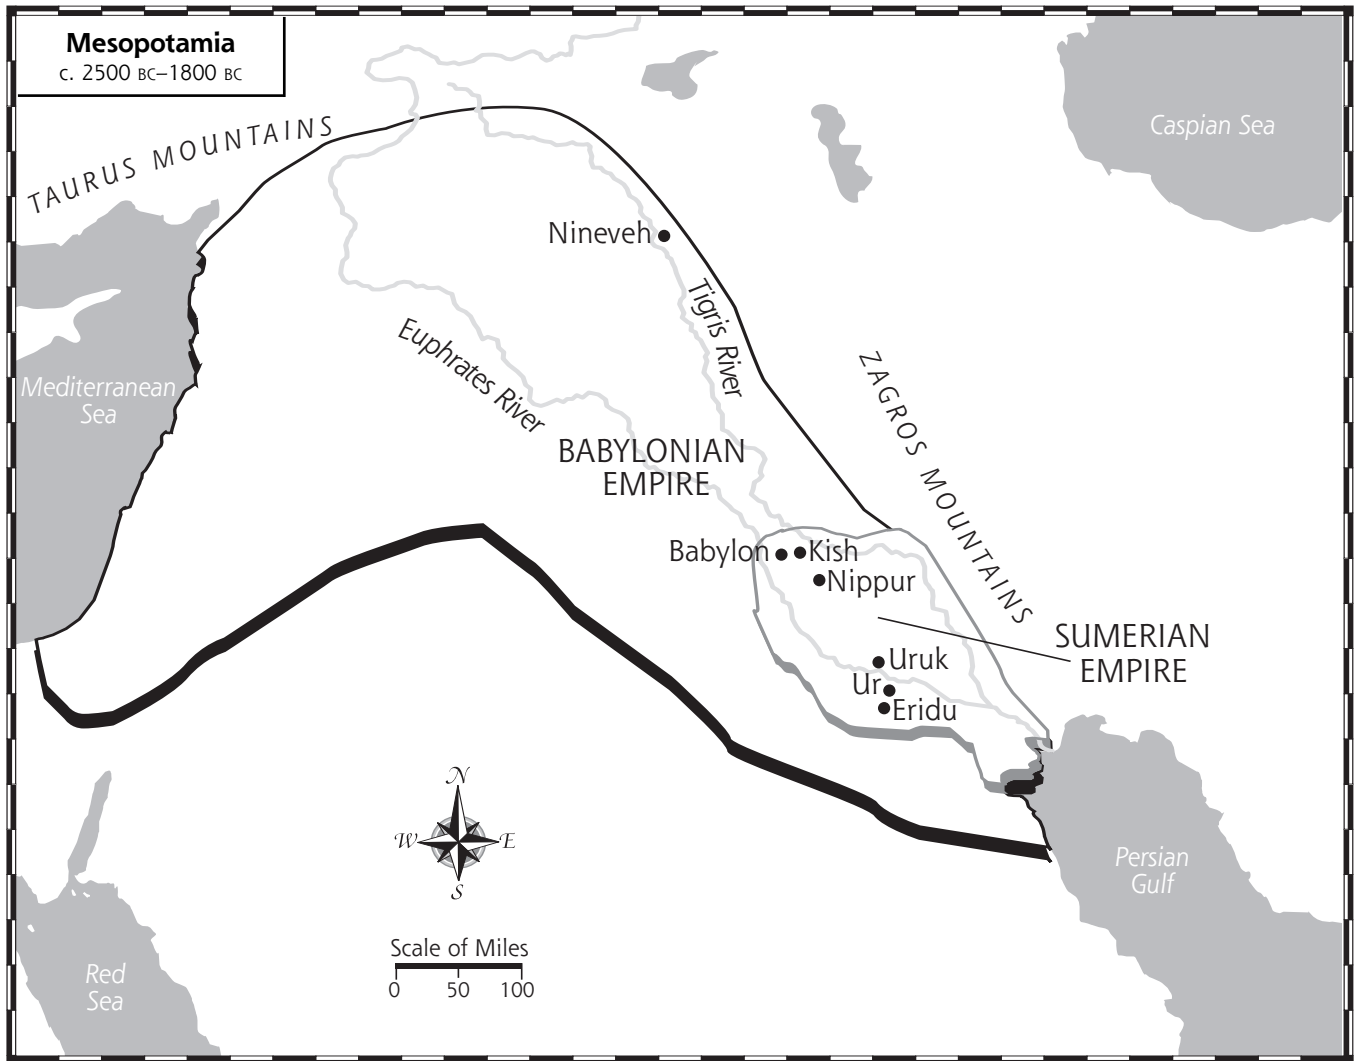 Mesopotamia
c. 2500 BC–1800 BC
TAURUS MOUNTAINS
Caspian Sea
Nineveh
Tigris River
Euphrates River
ZAGROS MOUNTAINS
Mediterranean
Sea
BABYLONIAN
EMPIRE
Babylon
Kish
Nippur
SUMERIAN
EMPIRE
Uruk
Ur
Eridu
N
W
E
S
Persian
Gulf
Red
Sea
Scale of Miles
0 50 100